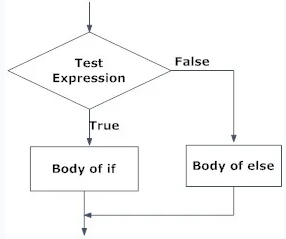 Test
Expression
False
True
Body of if
Body of else